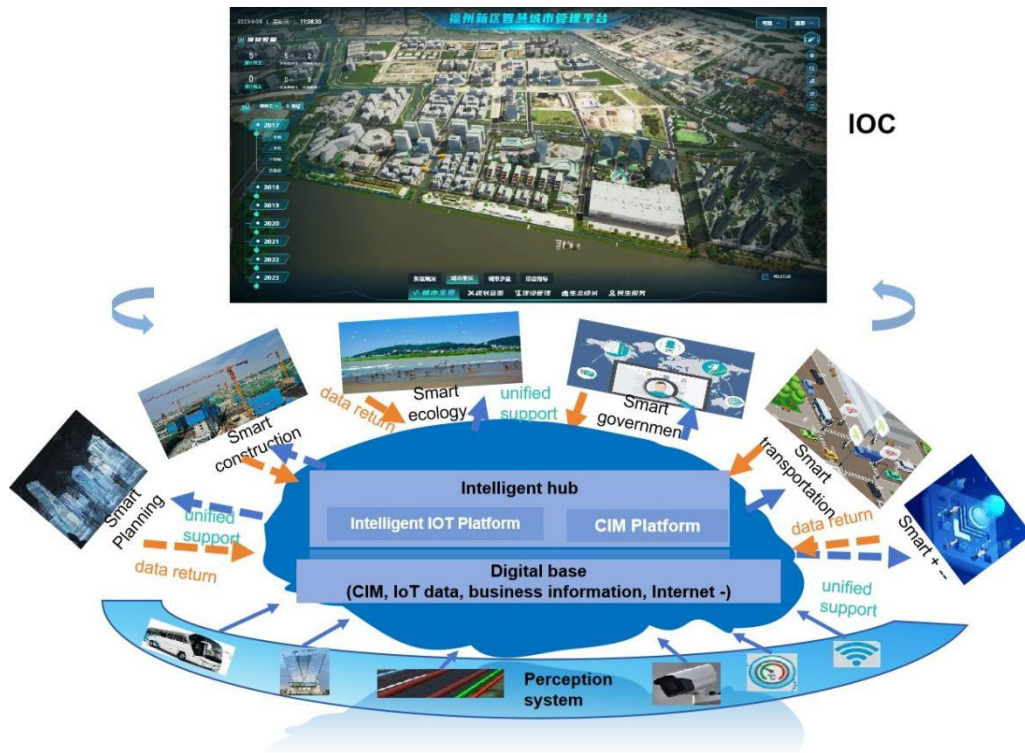 福州新区智慧城市管理平台
11:38:33
2017
2018
2019
2020
2021
2022
2023
IOC
data return
Smart
ecology
unified
support
Smart
governmen
Smart
construction
Smart
transportation
Smart
Planning
unified
support
data return
Intelligent hub
Intelligent IOT Platform
CIM Platform
Digital base
(CIM, IoT data, business information, Internet -)
data return
Smart + --
unified
support
Perception
system